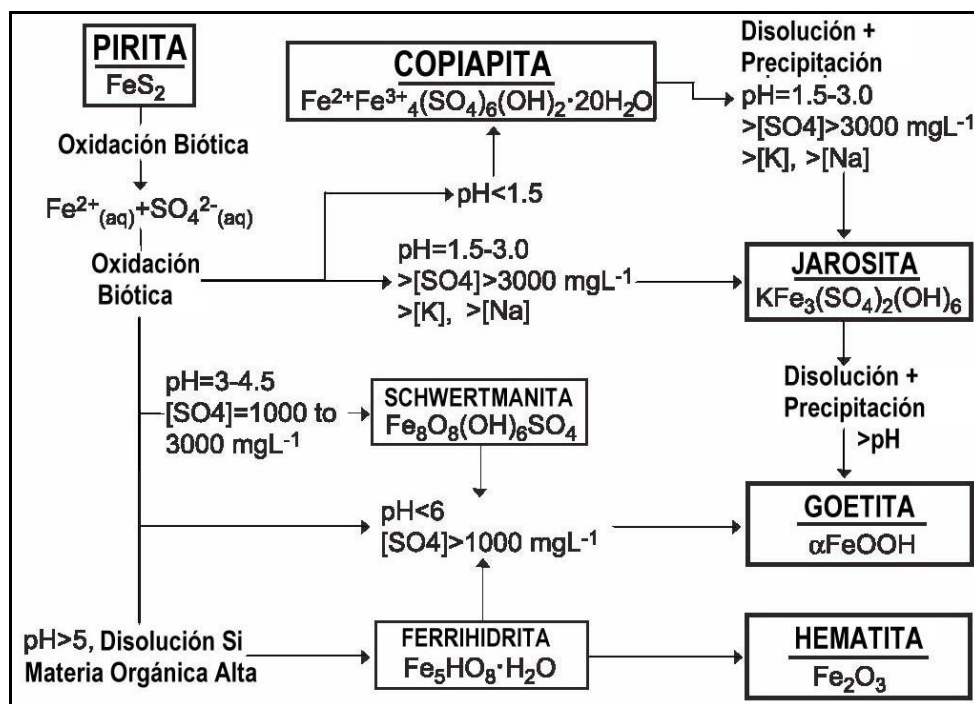 PIRITA
FeS₂
Oxidación Biótica
Fe²⁺(aq)+SO₄²⁻(aq)
Oxidación
Biótica
COPIAPITA
Fe²⁺Fe³⁺₄(SO₄)₆(OH)₂·20H₂O
pH<1.5
Disolución +
Precipitación
pH=1.5-3.0
>[SO4]>3000 mgL⁻¹
>[K], >[Na]
pH=1.5-3.0
>[SO4]>3000 mgL⁻¹
>[K], >[Na]
JAROSITA
KFe₃(SO₄)₂(OH)₆
pH=3-4.5
[SO4]=1000 to
3000 mgL⁻¹
SCHWERTMANITA
Fe₈O₈(OH)₆SO₄
Disolución +
Precipitación
>pH
pH<6
[SO4]>1000 mgL⁻¹
GOETITA
αFeOOH
pH>5, Disolución Si
Materia Orgánica Alta
FERRIHIDRITA
Fe₅HO₈·H₂O
HEMATITA
Fe₂O₃